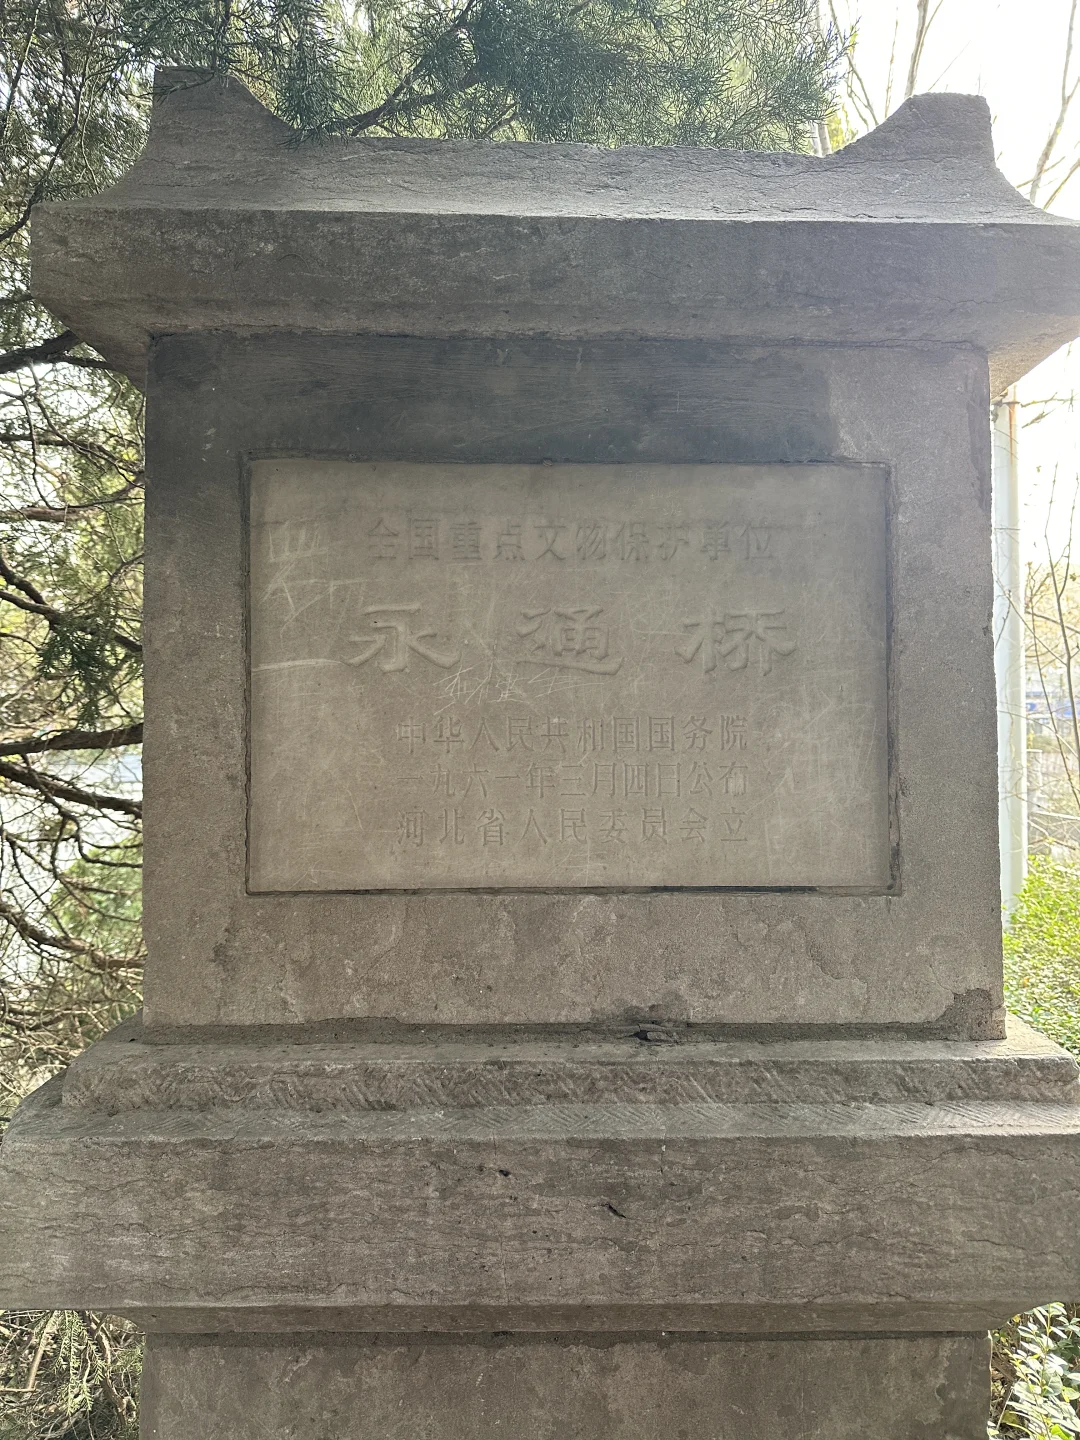 全国重点文物保护单位
永通桥
中华人民共和国国务院
一九六一年三月四日公布
河北省人民委员会立